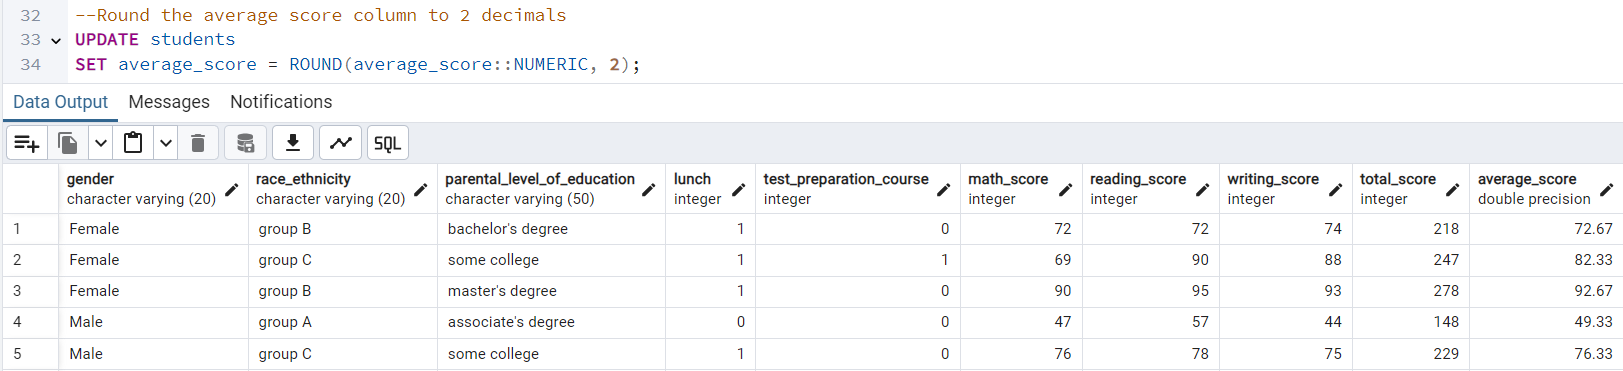 32 --Round the average score column to 2 decimals
33 UPDATE students
34 SET average_score = ROUND(average_score::NUMERIC, 2);
Data Output Messages Notifications
SQL
gender race_ethnicity parental_level_of_education lunch test_preparation_course math_score reading_score writing_score total_score average_score
character varying (20) character varying (20) character varying (50) integer integer integer integer integer integer double precision
1 Female group B bachelor's degree 1 0 72 72 74 218 72.67
2 Female group C some college 1 1 69 90 88 247 82.33
3 Female group B master's degree 1 0 90 95 93 278 92.67
4 Male group A associate's degree 0 0 47 57 44 148 49.33
5 Male group C some college 1 0 76 78 75 229 76.33